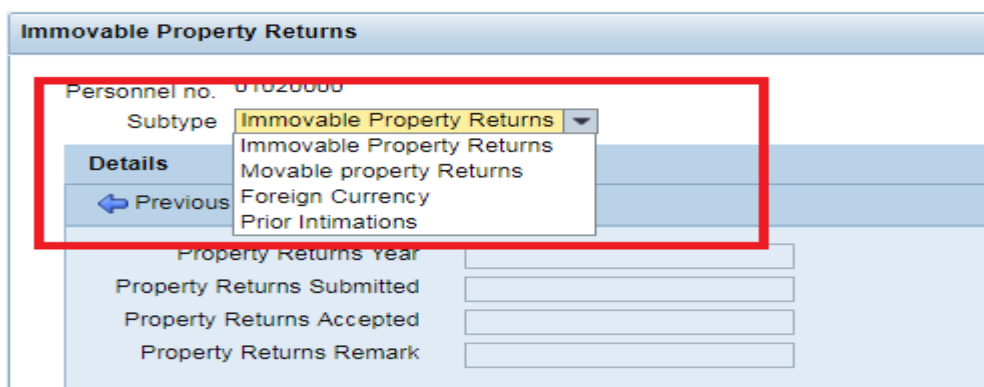 Immovable Property Returns
Personnel no. 01020000
Subtype Immovable Property Returns
Immovable Property Returns
Movable property Returns
Foreign Currency
Prior Intimations
Details
Previous
Property Returns Year
Property Returns Submitted
Property Returns Accepted
Property Returns Remark